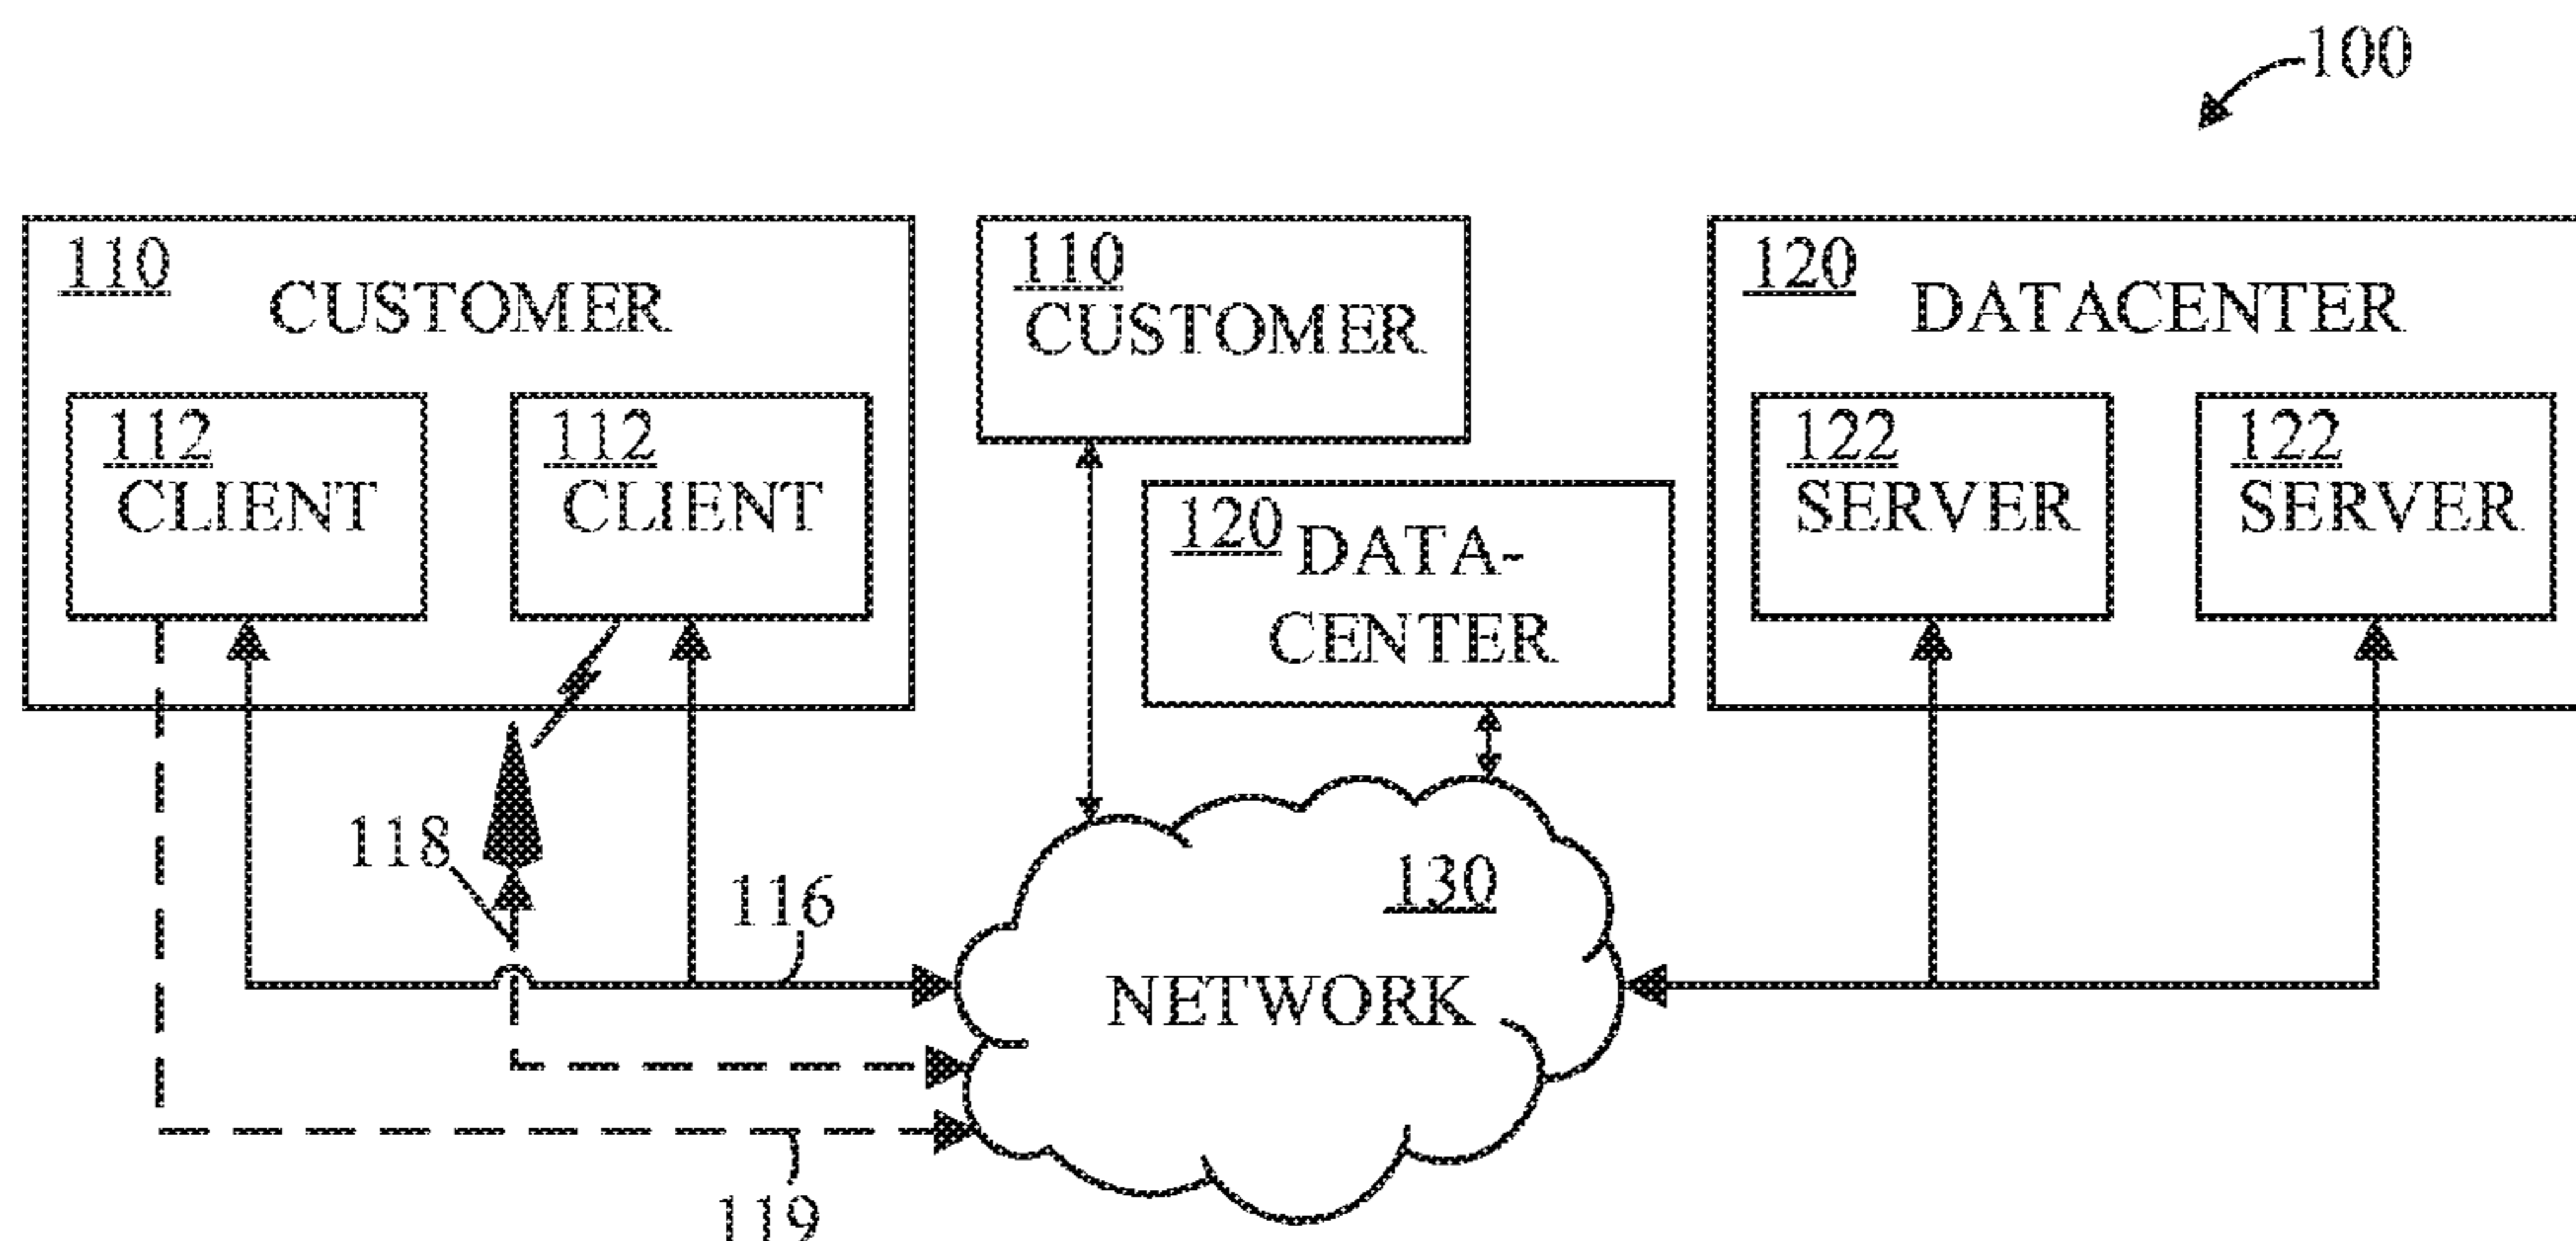 100
110
CUSTOMER
112
CLIENT
112
CLIENT
110
CUSTOMER
120
DATA-
CENTER
120
DATACENTER
122
SERVER
122
SERVER
118
116
130
NETWORK
119